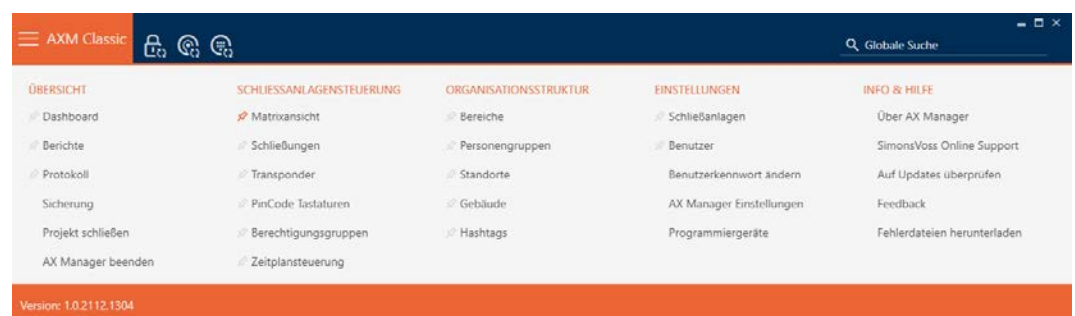 AXM Classic
Globale Suche
ÜBERSICHT
Dashboard
Berichte
Protokoll
Sicherung
Projekt schließen
AX Manager beenden
SCHLIESSANLAGENSTEUERUNG
Matrixansicht
Schließungen
Transponder
PinCode Tastaturen
Berechtigungsgruppen
Zeitplansteuerung
ORGANISATIONSSTRUKTUR
Bereiche
Personengruppen
Standorte
Gebäude
Hashtags
EINSTELLUNGEN
Schließanlagen
Benutzer
Benutzerkennwort ändern
AX Manager Einstellungen
Programmiergeräte
INFO & HILFE
Über AX Manager
SimonsVoss Online Support
Auf Updates überprüfen
Feedback
Fehlerdateien herunterladen
Version: 1.0.2112.1304